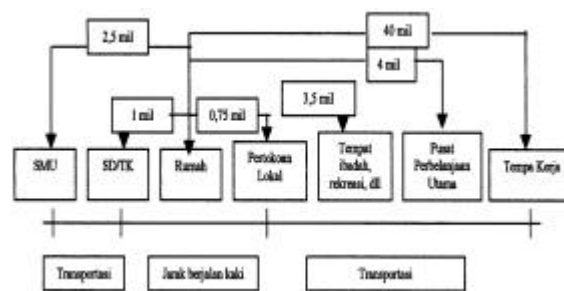 40 mil
2,5 mil
4 mil
3,5 mil
1 mil
0,75 mil
SMU
SD/TK
Rumah
Pertokoan
Lokal
Tempat
ibadah,
rekreasi, dll
Pusat
Perbelanjaan
Utama
Tempa Kerja
Transportasi
Jarak berjalan kaki
Transportasi